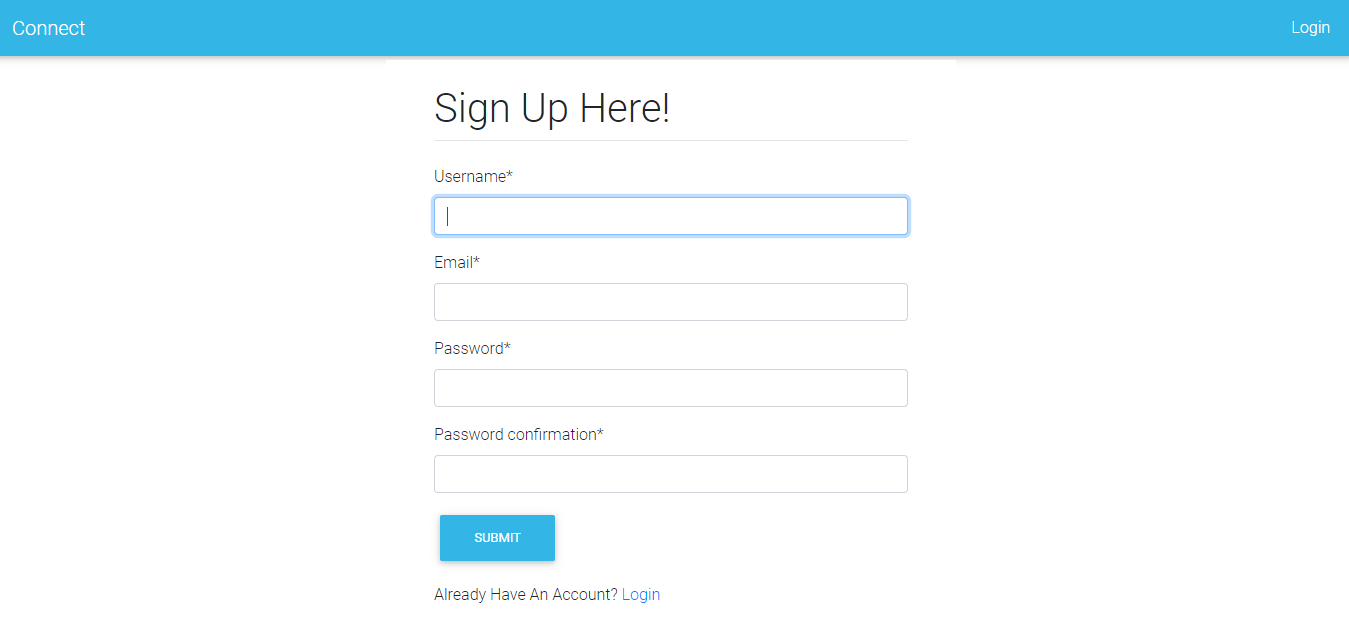 Connect
Login
Sign Up Here!
Username*
Email*
Password*
Password confirmation*
SUBMIT
Already Have An Account? Login